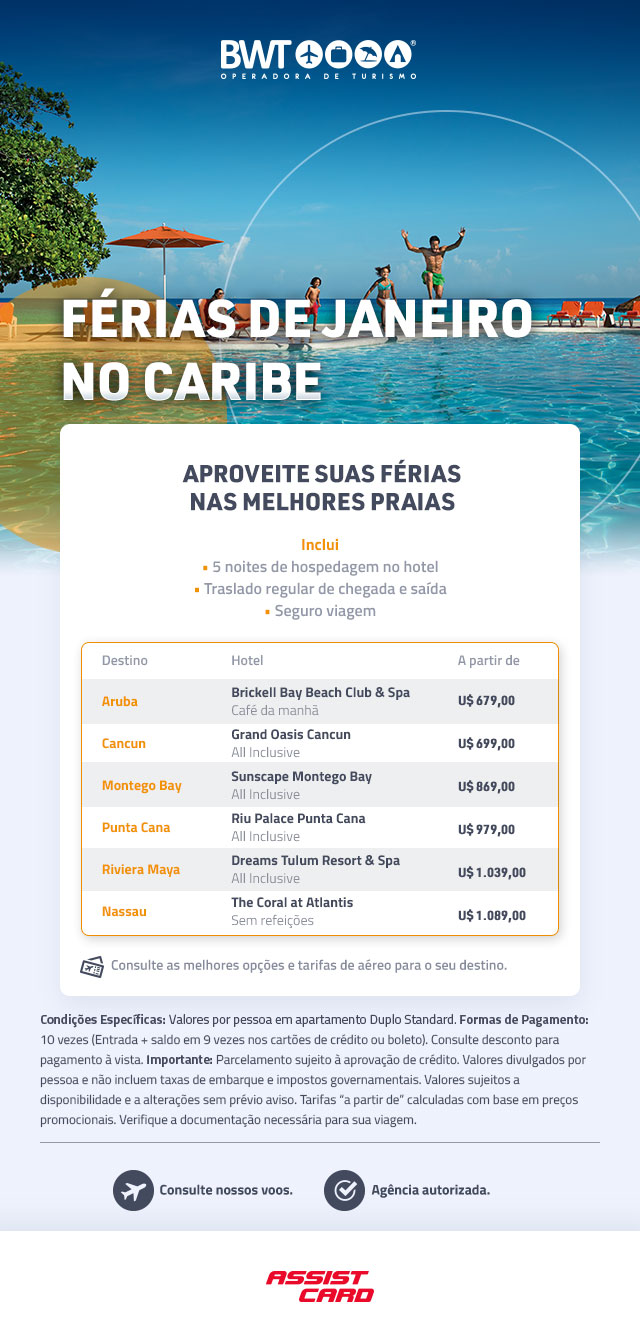 BWT
OPERADORA DE TURISMO
FÉRIAS DE JANEIRO
NO CARIBE
APROVEITE SUAS FÉRIAS
NAS MELHORES PRAIAS
Inclui
▪ 5 noites de hospedagem no hotel
▪ Traslado regular de chegada e saída
▪ Seguro viagem
Destino Hotel A partir de
Aruba Brickell Bay Beach Club & Spa U$ 679,00
Café da manhã
Cancun Grand Oasis Cancun U$ 699,00
All Inclusive
Montego Bay Sunscape Montego Bay U$ 869,00
All Inclusive
Punta Cana Riu Palace Punta Cana U$ 979,00
All Inclusive
Riviera Maya Dreams Tulum Resort & Spa U$ 1.039,00
All Inclusive
Nassau The Coral at Atlantis U$ 1.089,00
Sem refeições
Consulte as melhores opções e tarifas de aéreo para o seu destino.
Condições Específicas: Valores por pessoa em apartamento Duplo Standard. Formas de Pagamento:
10 vezes (Entrada + saldo em 9 vezes nos cartões de crédito ou boleto). Consulte desconto para
pagamento à vista. Importante: Parcelamento sujeito à aprovação de crédito. Valores divulgados por
pessoa e não incluem taxas de embarque e impostos governamentais. Valores sujeitos a
disponibilidade e a alterações sem prévio aviso. Tarifas “a partir de” calculadas com base em preços
promocionais. Verifique a documentação necessária para sua viagem.
Consulte nossos voos. Agência autorizada.
ASSIST
CARD